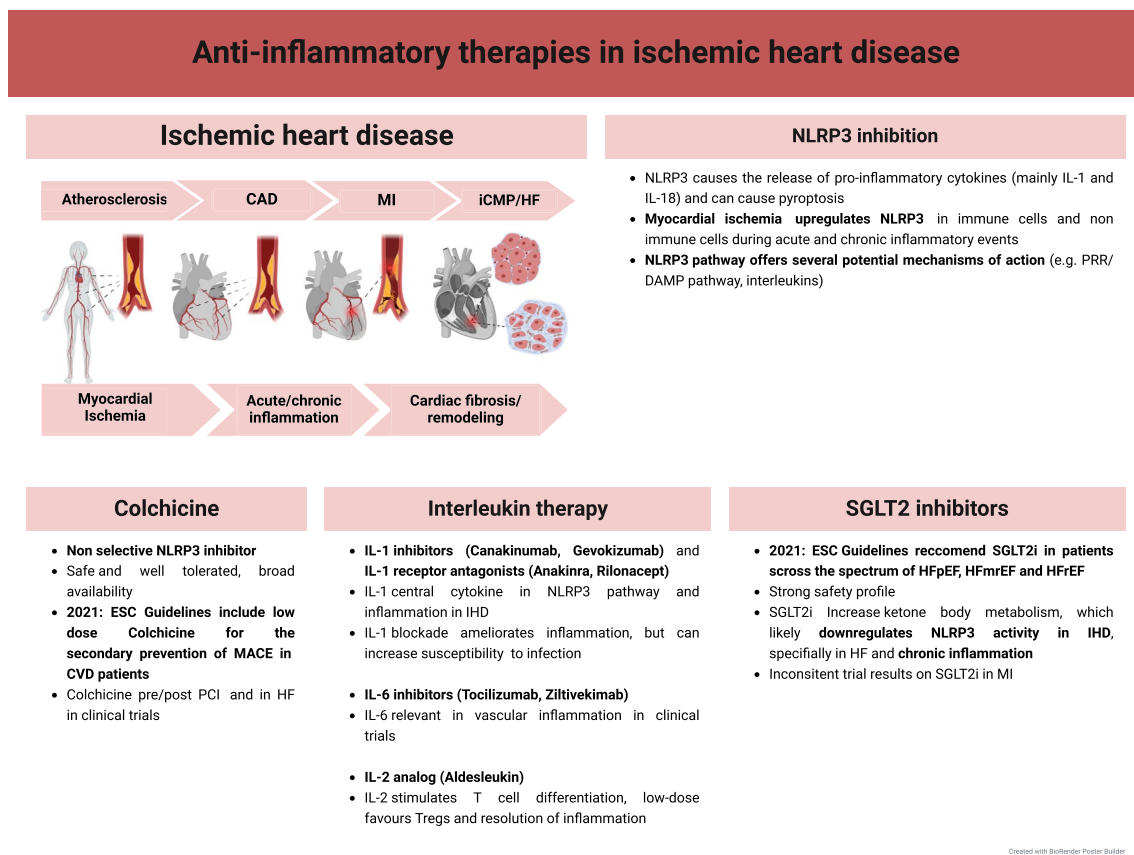 Anti-inflammatory therapies in ischemic heart disease
Ischemic heart disease
Atherosclerosis
CAD
MI
iCMP/HF
Myocardial
Ischemia
Acute/chronic
inflammation
Cardiac fibrosis/
remodeling
NLRP3 inhibition
• NLRP3 causes the release of pro-inflammatory cytokines (mainly IL-1 and
IL-18) and can cause pyroptosis
• Myocardial ischemia upregulates NLRP3 in immune cells and non
immune cells during acute and chronic inflammatory events
• NLRP3 pathway offers several potential mechanisms of action (e.g. PRR/
DAMP pathway, interleukins)
Colchicine
• Non selective NLRP3 inhibitor
• Safe and well tolerated, broad
availability
• 2021: ESC Guidelines include low
dose Colchicine for the
secondary prevention of MACE in
CVD patients
• Colchicine pre/post PCI and in HF
in clinical trials
Interleukin therapy
• IL-1 inhibitors (Canakinumab, Gevokizumab) and
IL-1 receptor antagonists (Anakinra, Rilonacept)
• IL-1 central cytokine in NLRP3 pathway and
inflammation in IHD
• IL-1 blockade ameliorates inflammation, but can
increase susceptibility to infection
• IL-6 inhibitors (Tocilizumab, Ziltivekimab)
• IL-6 relevant in vascular inflammation in clinical
trials
• IL-2 analog (Aldesleukin)
• IL-2 stimulates T cell differentiation, low-dose
favours Tregs and resolution of inflammation
SGLT2 inhibitors
• 2021: ESC Guidelines reccomend SGLT2i in patients
scross the spectrum of HFpEF, HFmrEF and HFrEF
• Strong safety profile
• SGLT2i Increase ketone body metabolism, which
likely downregulates NLRP3 activity in IHD,
specifially in HF and chronic inflammation
• Inconsitent trial results on SGLT2i in MI
Created with BioRender Poster Builder